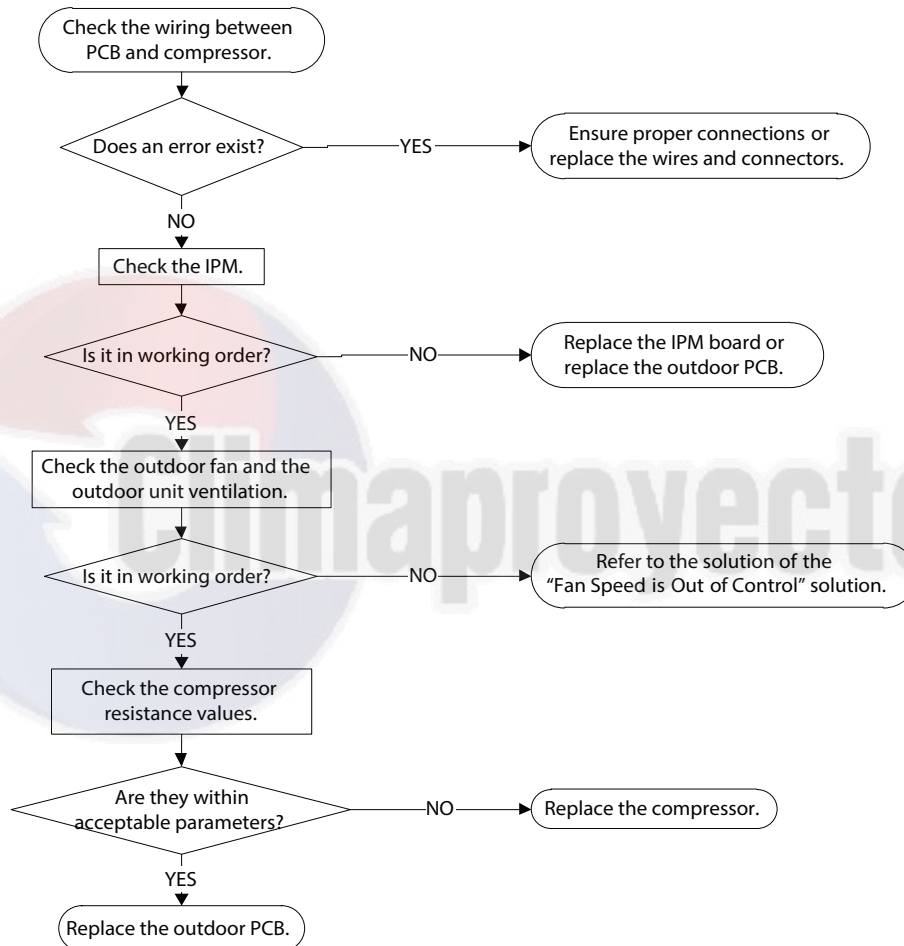 Check the wiring between
PCB and compressor.
Does an error exist?
YES
Ensure proper connections or
replace the wires and connectors.
NO
Check the IPM.
Is it in working order?
NO
Replace the IPM board or
replace the outdoor PCB.
YES
Check the outdoor fan and the
outdoor unit ventilation.
Climaproyecto
Is it in working order?
NO
Refer to the solution of the
“Fan Speed is Out of Control” solution.
YES
Check the compressor
resistance values.
Are they within
acceptable parameters?
NO
Replace the compressor.
YES
Replace the outdoor PCB.